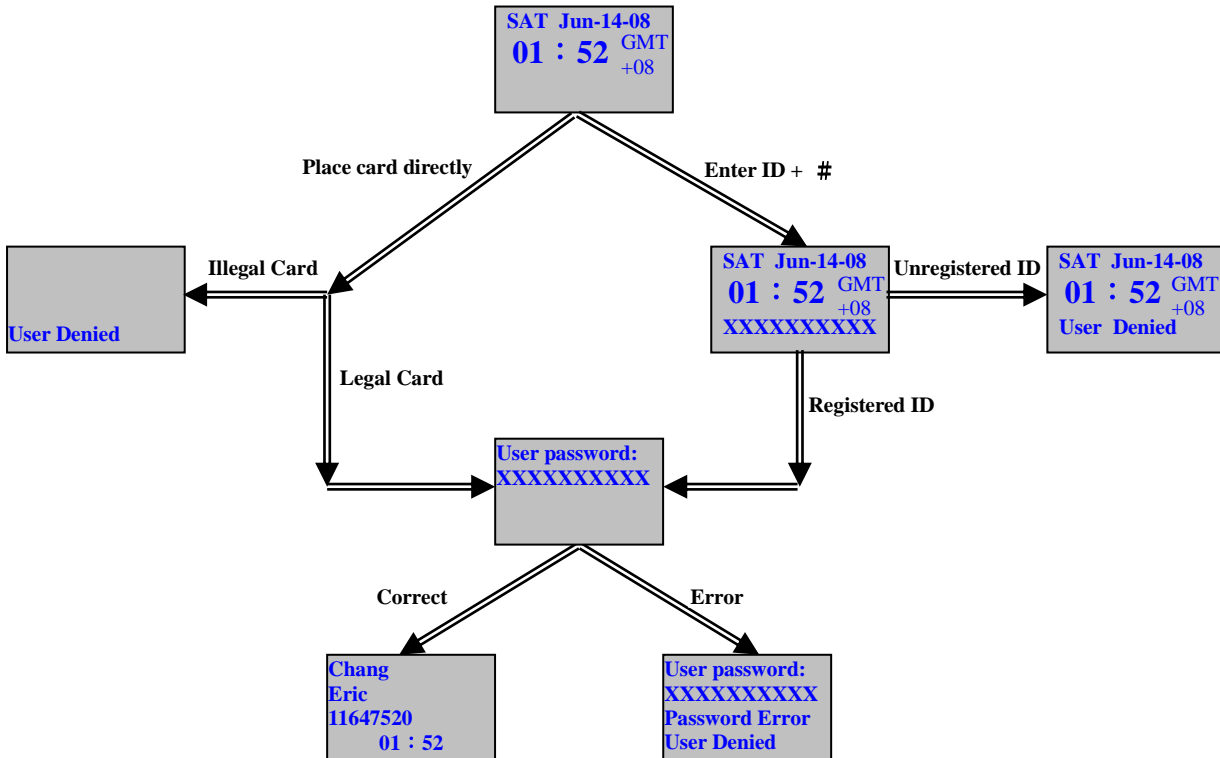 SAT Jun-14-08
01 : 52 GMT
+08
Place card directly
Enter ID + #
Illegal Card
User Denied
SAT Jun-14-08
01 : 52 GMT
+08
XXXXXXXXXX
Unregistered ID
SAT Jun-14-08
01 : 52 GMT
+08
User Denied
Legal Card
Registered ID
User password:
XXXXXXXXXX
Correct
Error
Chang
Eric
11647520
01 : 52
User password:
XXXXXXXXXX
Password Error
User Denied